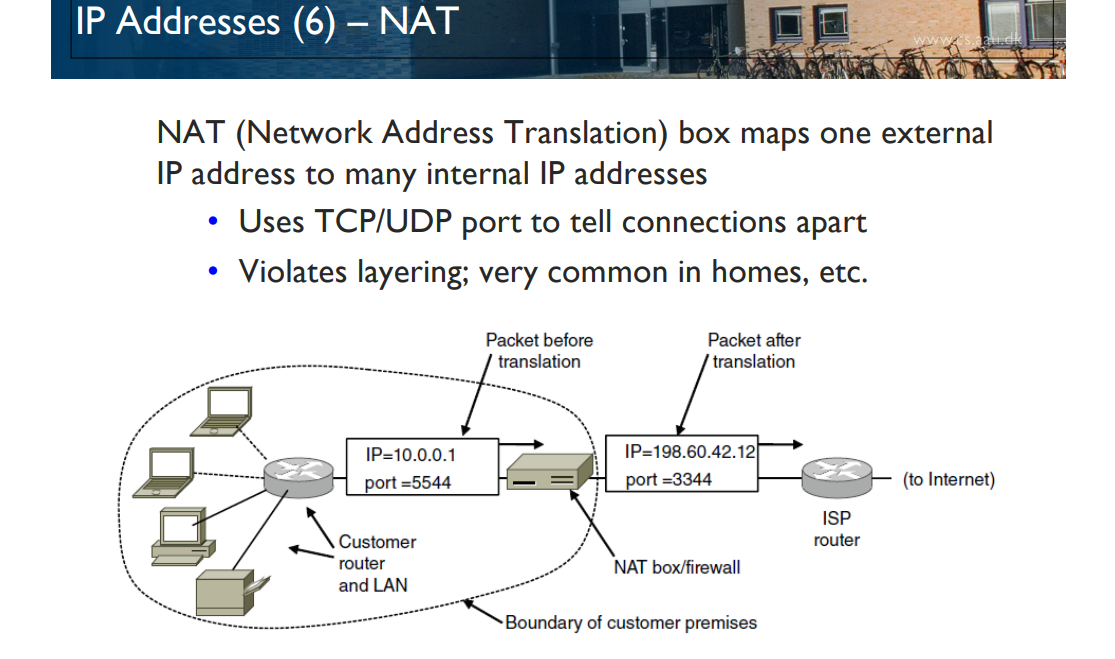 IP Addresses (6) – NAT
www.cs.aau.dk
NAT (Network Address Translation) box maps one external
IP address to many internal IP addresses
• Uses TCP/UDP port to tell connections apart
• Violates layering; very common in homes, etc.
Packet before
translation
Packet after
translation
IP=10.0.0.1
port =5544
IP=198.60.42.12
port =3344
(to Internet)
ISP
router
Customer
router
and LAN
NAT box/firewall
Boundary of customer premises